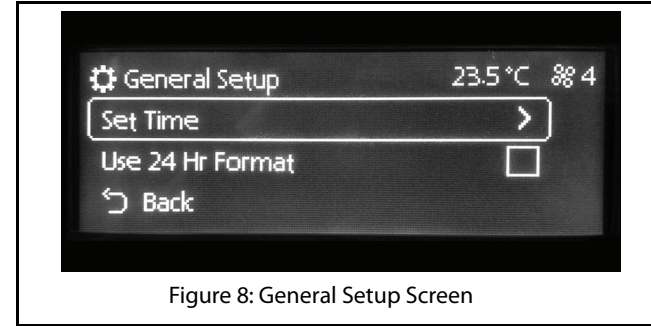 General Setup 23.5 °C 4
Set Time >
Use 24 Hr Format
Back
Figure 8: General Setup Screen